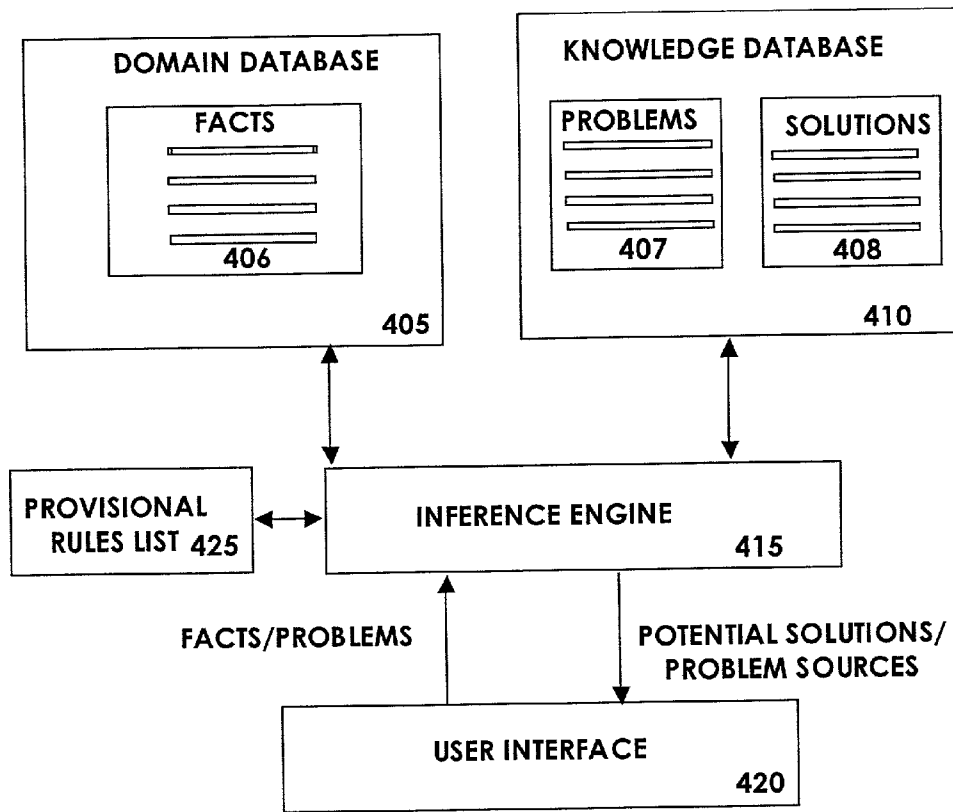 DOMAIN DATABASE
FACTS
406
405
KNOWLEDGE DATABASE
PROBLEMS
407
SOLUTIONS
408
410
PROVISIONAL
RULES LIST 425
INFERENCE ENGINE
415
FACTS/PROBLEMS
POTENTIAL SOLUTIONS/
PROBLEM SOURCES
USER INTERFACE
420